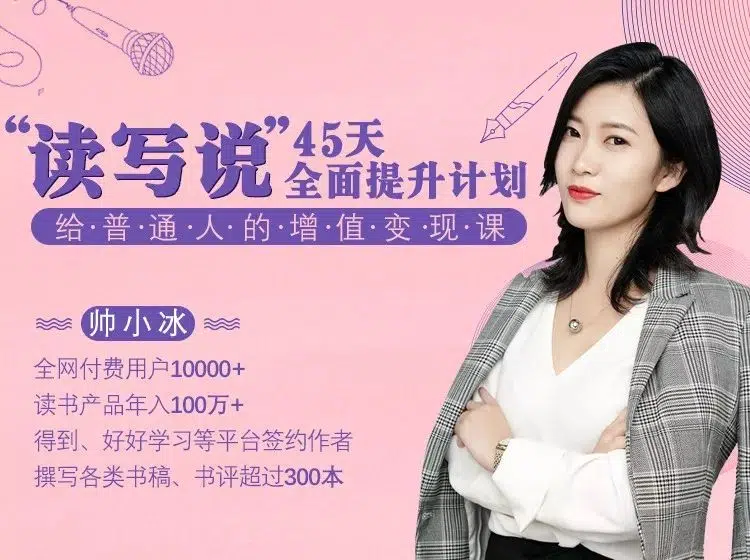 “读写说”45天
全面提升计划
给·普·通·人·的·增·值·变·现·课
帅小冰
全网付费用户10000+
读书产品年入100万+
得到、好好学习等平台签约作者
撰写各类书稿、书评超过300本